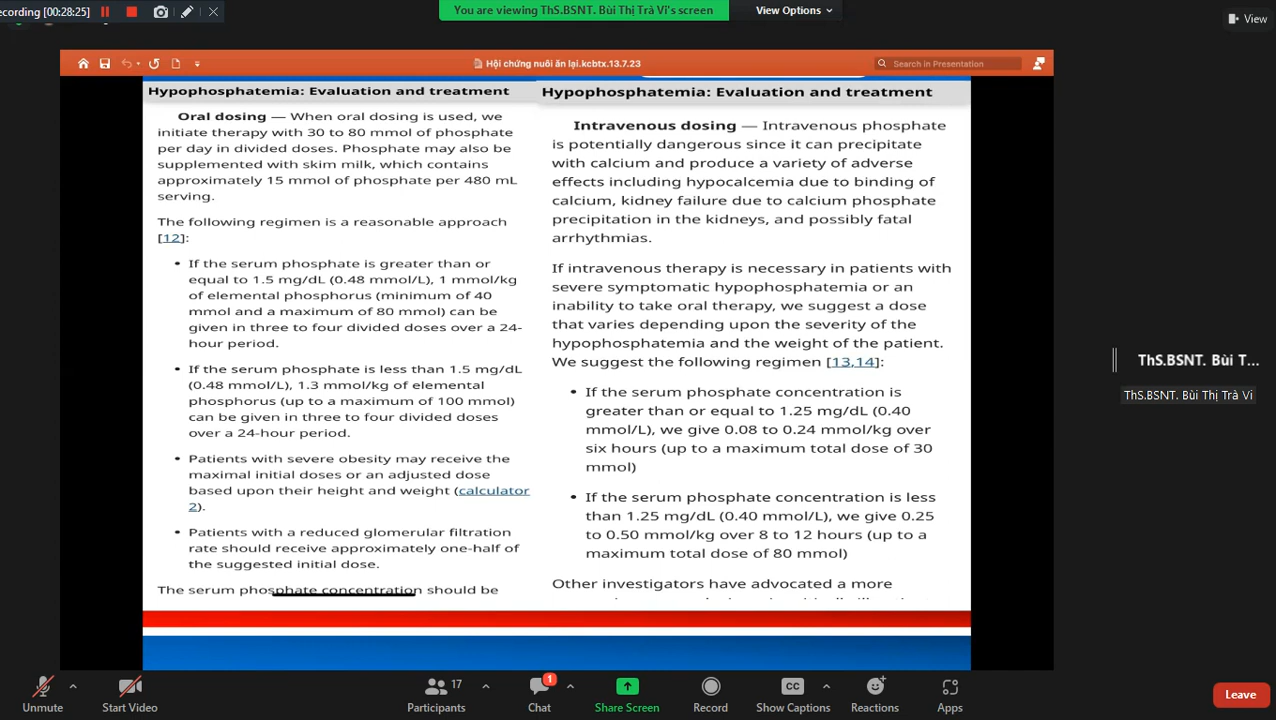 ecording [00:28:25]
You are viewing ThS.BSNT. Bùi Thị Trà Vi's screen
View Options
View
Hội chứng nuôi ăn lại.kcbtx.13.7.23
Search in Presentation
Hypophosphatemia: Evaluation and treatment
Oral dosing — When oral dosing is used, we
initiate therapy with 30 to 80 mmol of phosphate
per day in divided doses. Phosphate may also be
supplemented with skim milk, which contains
approximately 15 mmol of phosphate per 480 mL
serving.
The following regimen is a reasonable approach
[12]:
• If the serum phosphate is greater than or
equal to 1.5 mg/dL (0.48 mmol/L), 1 mmol/kg
of elemental phosphorus (minimum of 40
mmol and a maximum of 80 mmol) can be
given in three to four divided doses over a 24-
hour period.
• If the serum phosphate is less than 1.5 mg/dL
(0.48 mmol/L), 1.3 mmol/kg of elemental
phosphorus (up to a maximum of 100 mmol)
can be given in three to four divided doses
over a 24-hour period.
• Patients with severe obesity may receive the
maximal initial doses or an adjusted dose
based upon their height and weight (calculator
2).
• Patients with a reduced glomerular filtration
rate should receive approximately one-half of
the suggested initial dose.
The serum phosphate concentration should be
Hypophosphatemia: Evaluation and treatment
Intravenous dosing — Intravenous phosphate
is potentially dangerous since it can precipitate
with calcium and produce a variety of adverse
effects including hypocalcemia due to binding of
calcium, kidney failure due to calcium phosphate
precipitation in the kidneys, and possibly fatal
arrhythmias.
If intravenous therapy is necessary in patients with
severe symptomatic hypophosphatemia or an
inability to take oral therapy, we suggest a dose
that varies depending upon the severity of the
hypophosphatemia and the weight of the patient.
We suggest the following regimen [13,14]:
• If the serum phosphate concentration is
greater than or equal to 1.25 mg/dL (0.40
mmol/L), we give 0.08 to 0.24 mmol/kg over
six hours (up to a maximum total dose of 30
mmol)
• If the serum phosphate concentration is less
than 1.25 mg/dL (0.40 mmol/L), we give 0.25
to 0.50 mmol/kg over 8 to 12 hours (up to a
maximum total dose of 80 mmol)
Other investigators have advocated a more
ThS.BSNT. Bùi T...
ThS.BSNT. Bùi Thị Trà Vi
Unmute
Start Video
17
Participants
1
Chat
Share Screen
Record
CC
Show Captions
Reactions
Apps
Leave